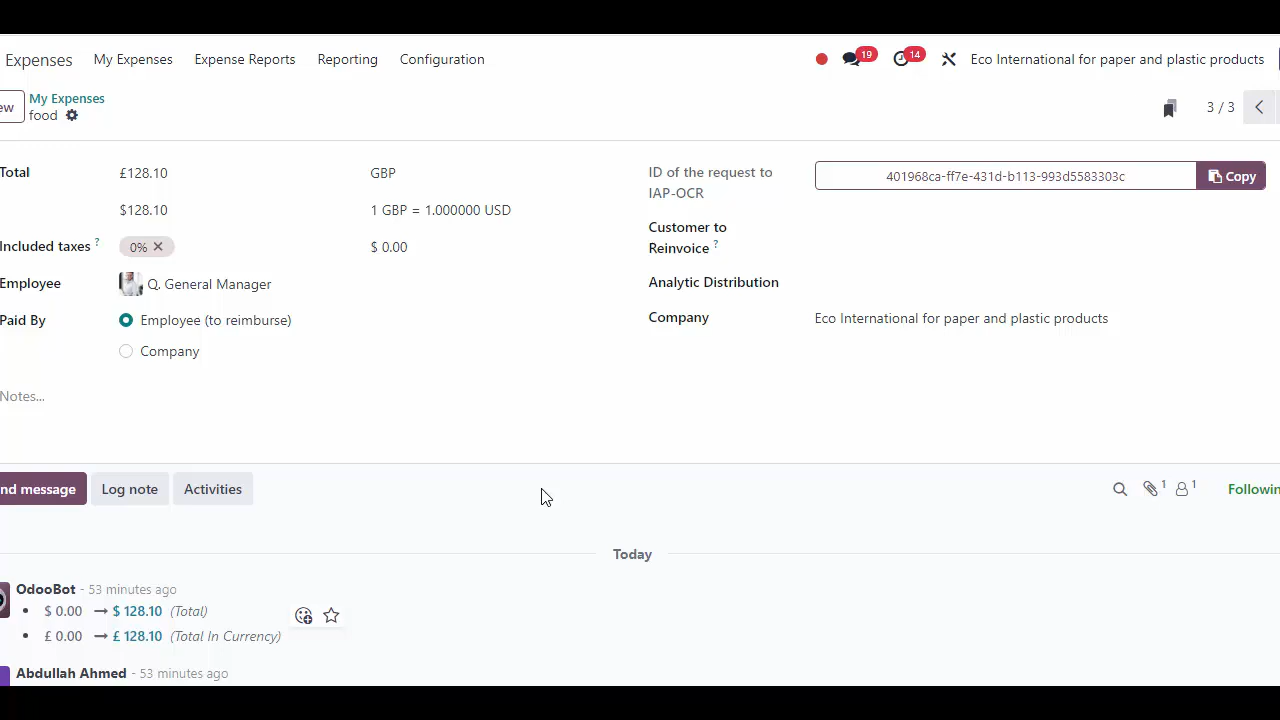 Expenses My Expenses Expense Reports Reporting Configuration 19 14 Eco International for paper and plastic products
ew My Expenses
food 3 / 3
Total £128.10 GBP
$128.10 1 GBP = 1.000000 USD
Included taxes ? 0% $ 0.00
Employee Q. General Manager
Paid By Employee (to reimburse)
Company
Notes...
ID of the request to
IAP-OCR 401968ca-ff7e-431d-b113-993d5583303c Copy
Customer to
Reinvoice ?
Analytic Distribution
Company Eco International for paper and plastic products
nd message Log note Activities 1 1 Followin
Today
OdooBot - 53 minutes ago
• $ 0.00 → $ 128.10 (Total)
• £ 0.00 → £ 128.10 (Total In Currency)
Abdullah Ahmed - 53 minutes ago